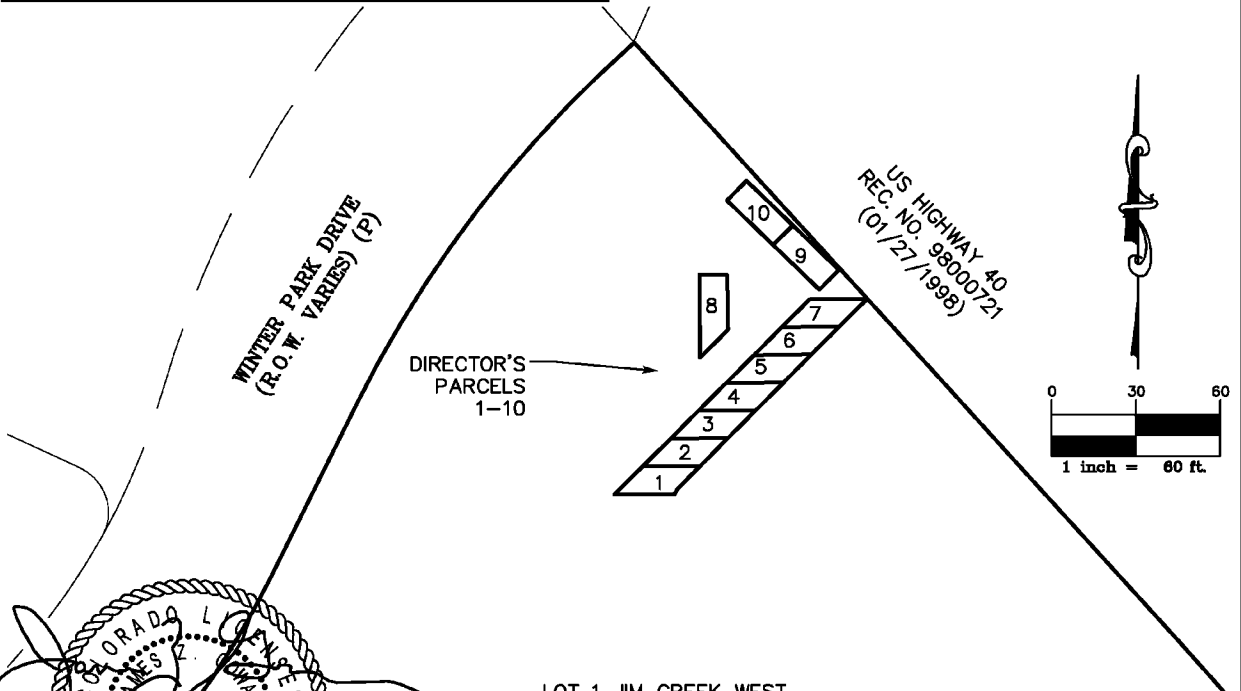 WINTER PARK DRIVE
(R.O.W. VARIES) (P)
US HIGHWAY 40
REC. NO. 98000721
(01/27/1998)
10
9
8
7
6
5
4
3
2
1
DIRECTOR'S
PARCELS
1–10
0 30 60
1 inch = 60 ft.
LOT 1 JIM CREEK WEST